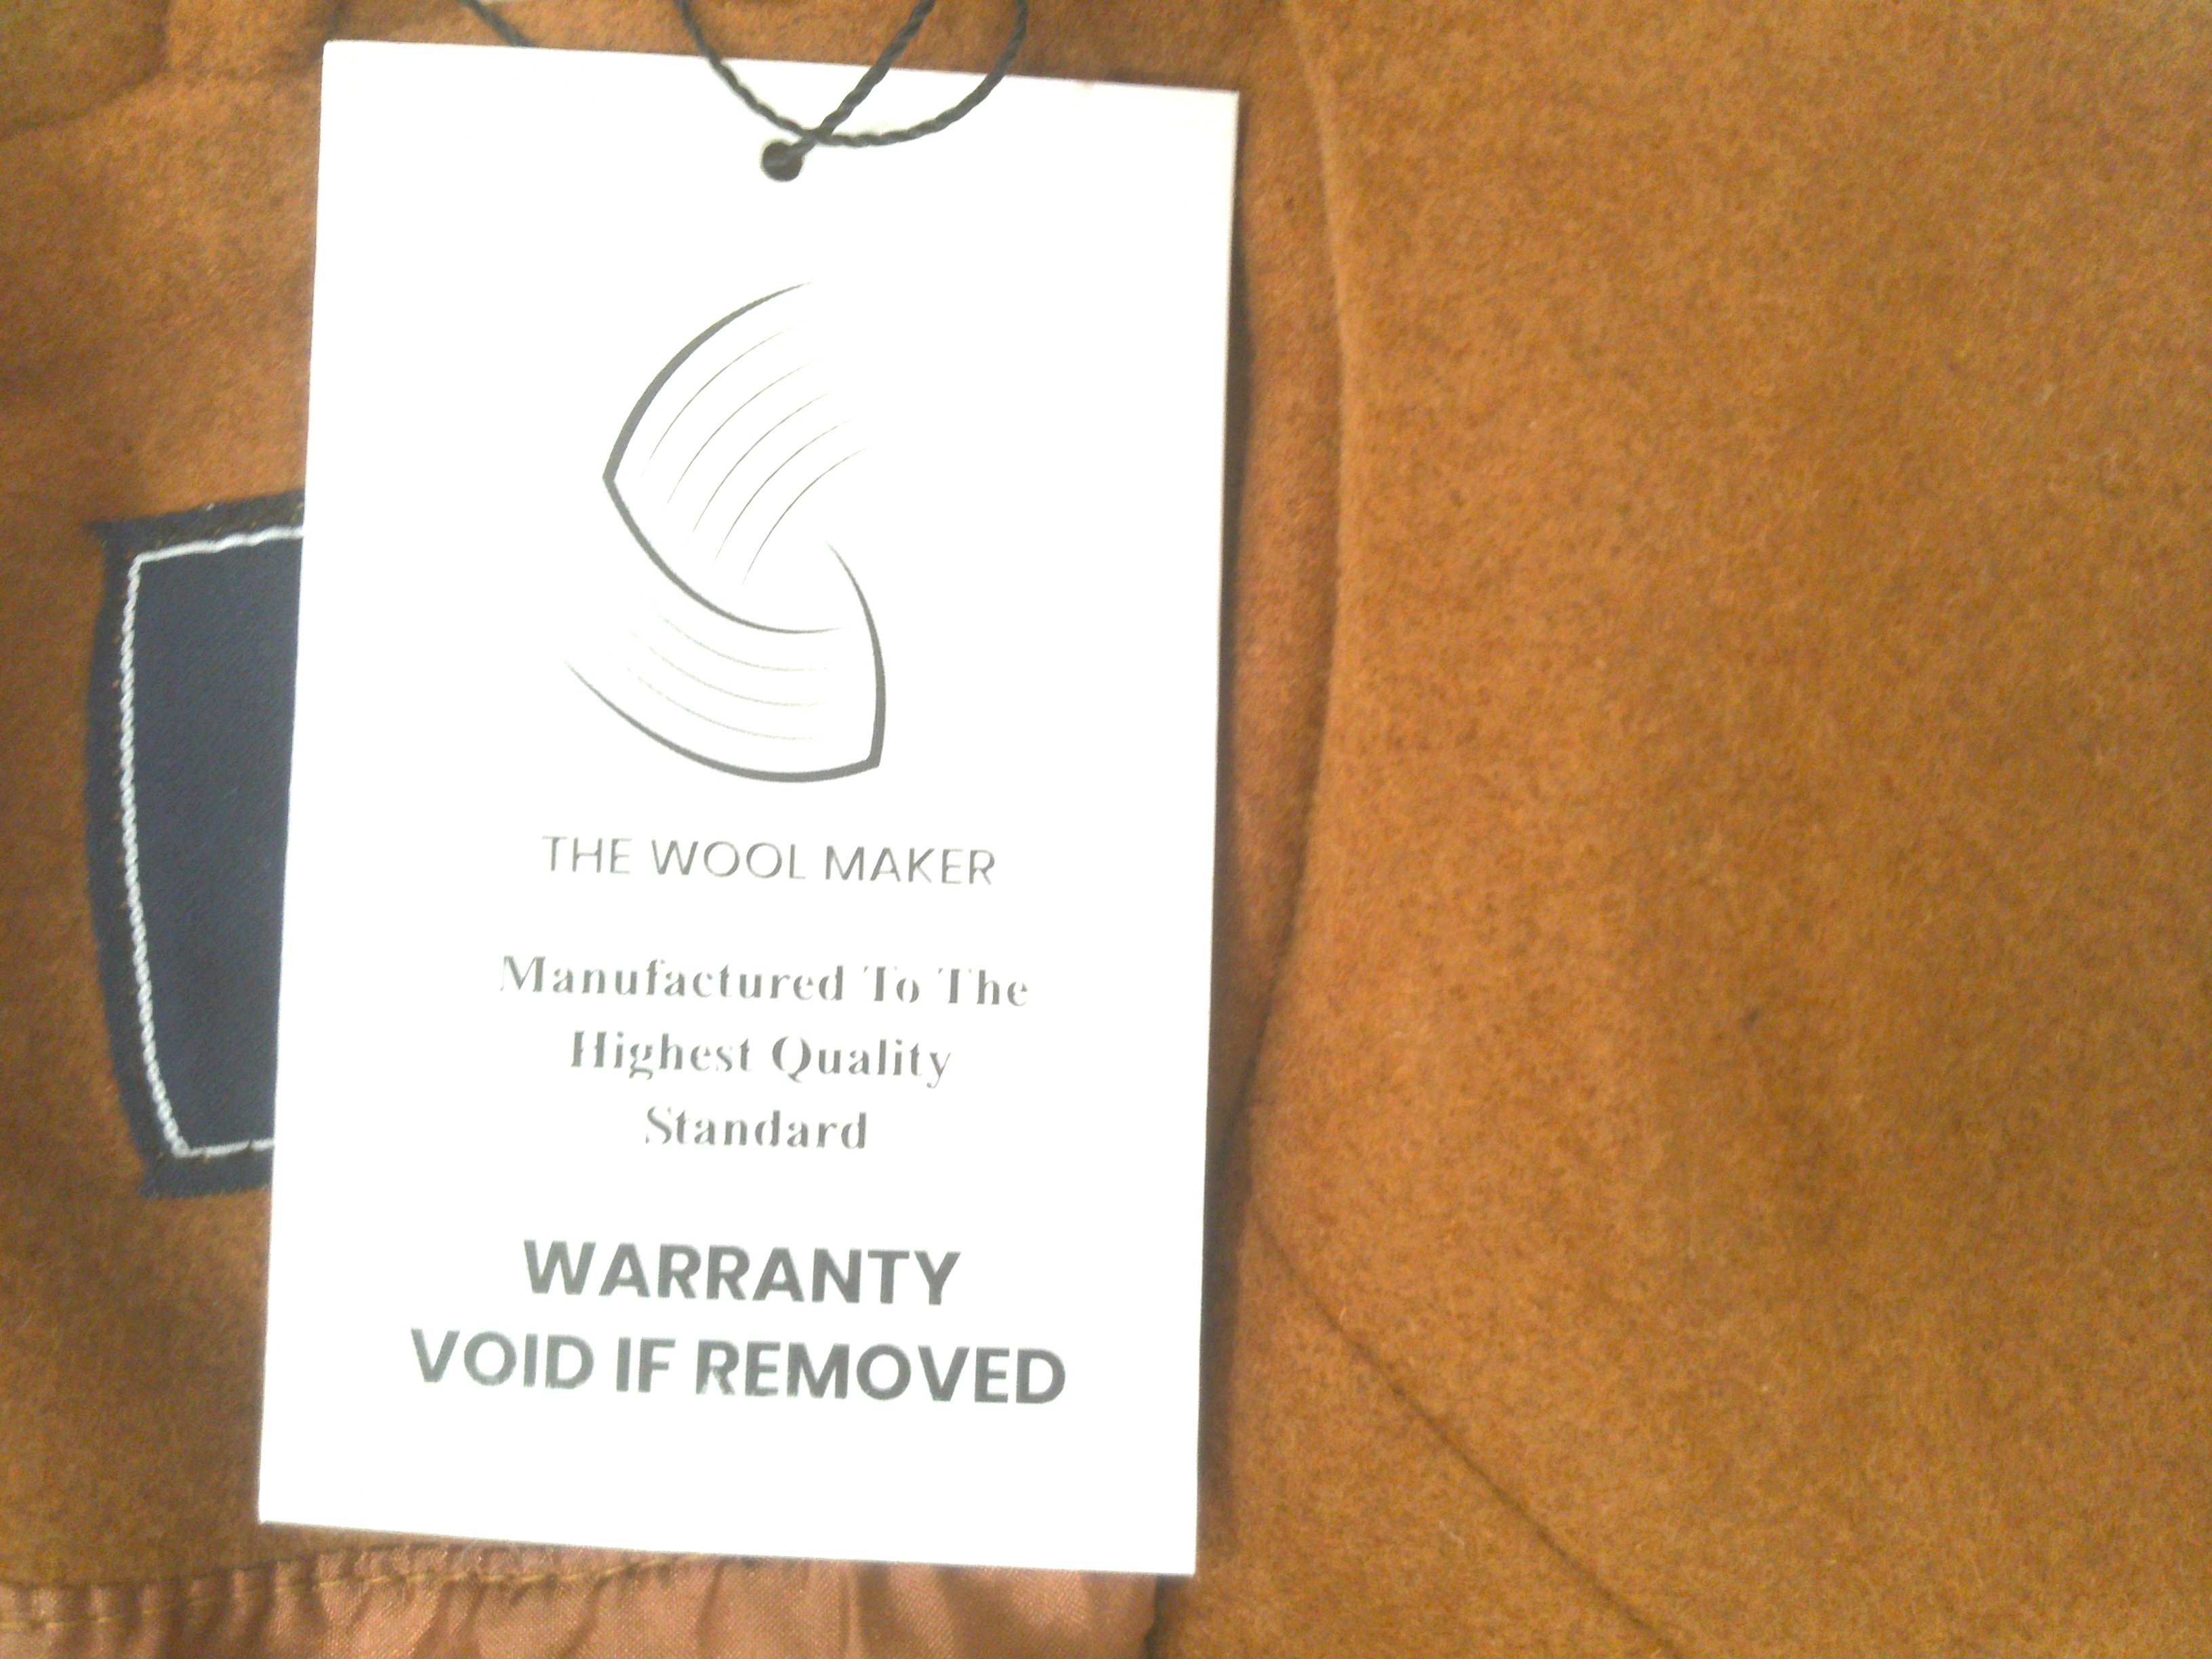 THE WOOL MAKER
Manufactured To The
Highest Quality
Standard
WARRANTY
VOID IF REMOVED